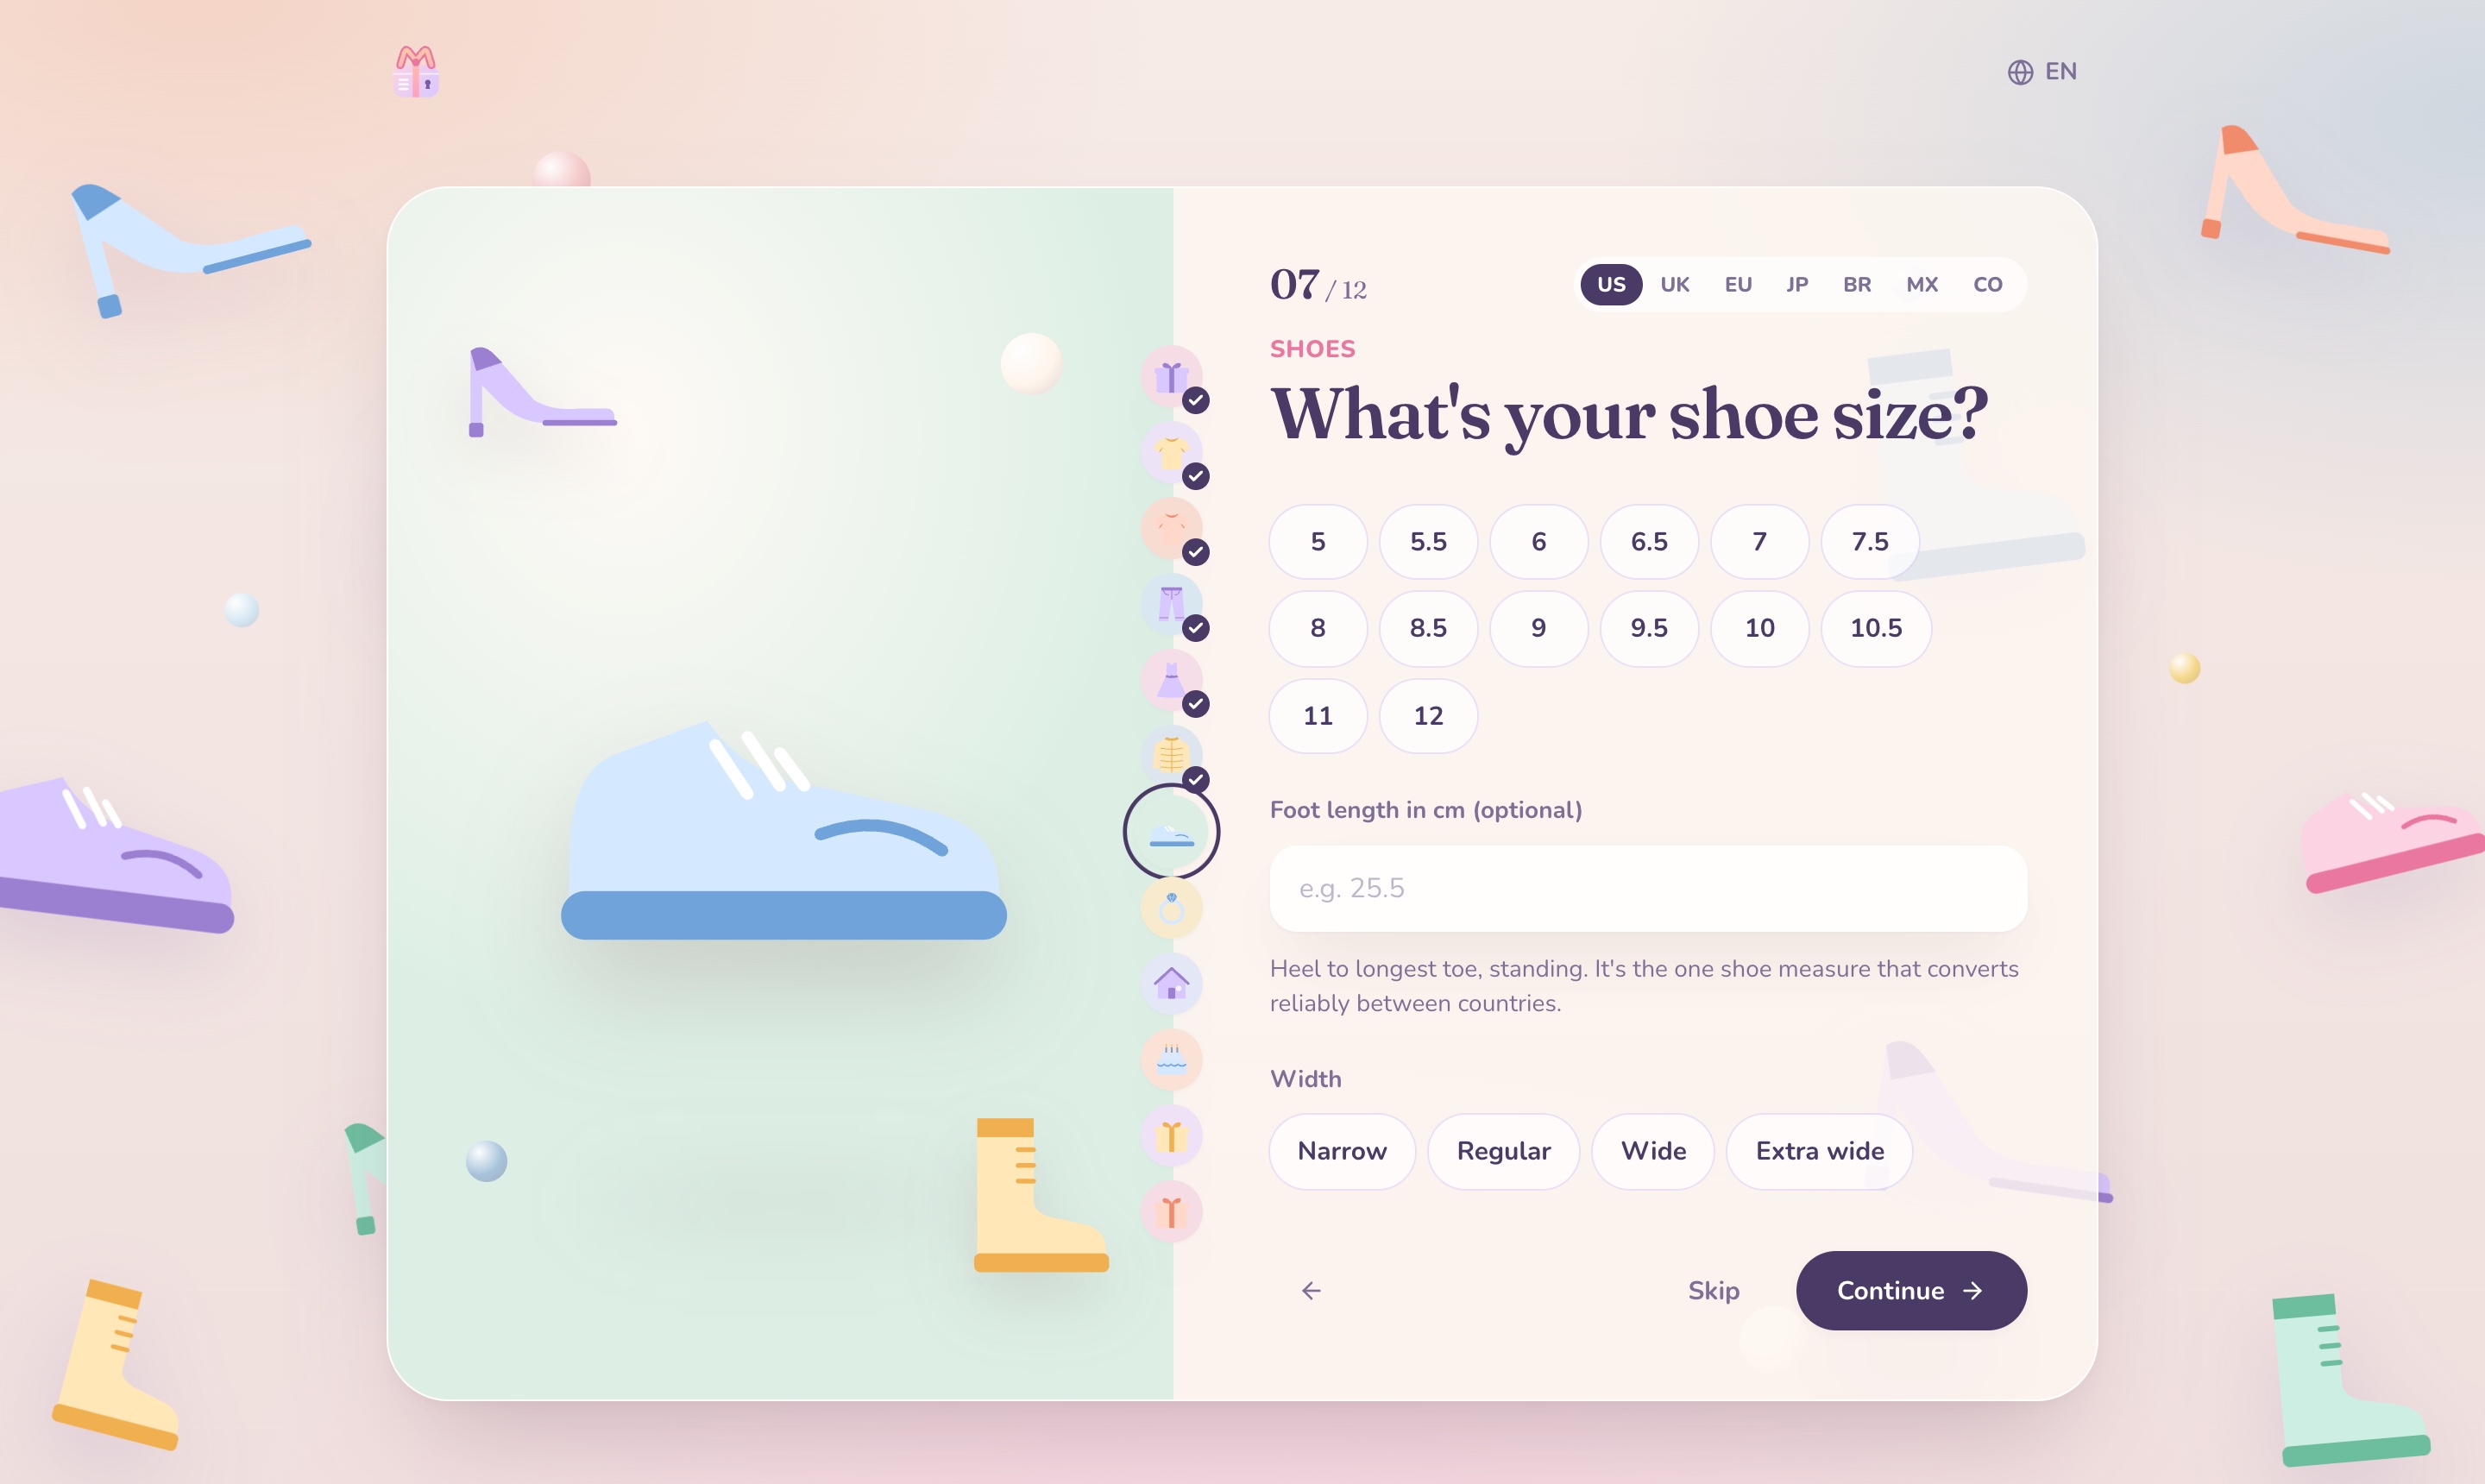 EN
07 / 12
US UK EU JP BR MX CO
SHOES
What's your shoe size?
5 5.5 6 6.5 7 7.5
8 8.5 9 9.5 10 10.5
11 12
Foot length in cm (optional)
e.g. 25.5
Heel to longest toe, standing. It's the one shoe measure that converts
reliably between countries.
Width
Narrow Regular Wide Extra wide
Skip Continue